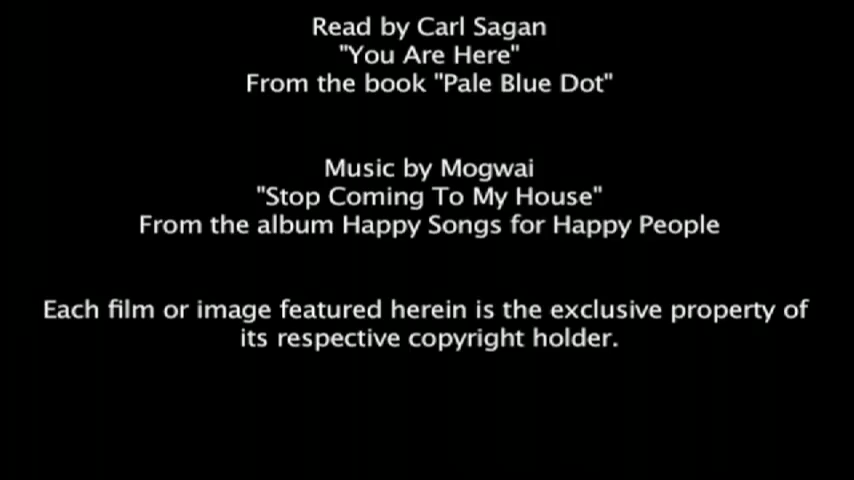 Read by Carl Sagan
"You Are Here"
From the book "Pale Blue Dot"
Music by Mogwai
"Stop Coming To My House"
From the album Happy Songs for Happy People
Each film or image featured herein is the exclusive property of
its respective copyright holder.